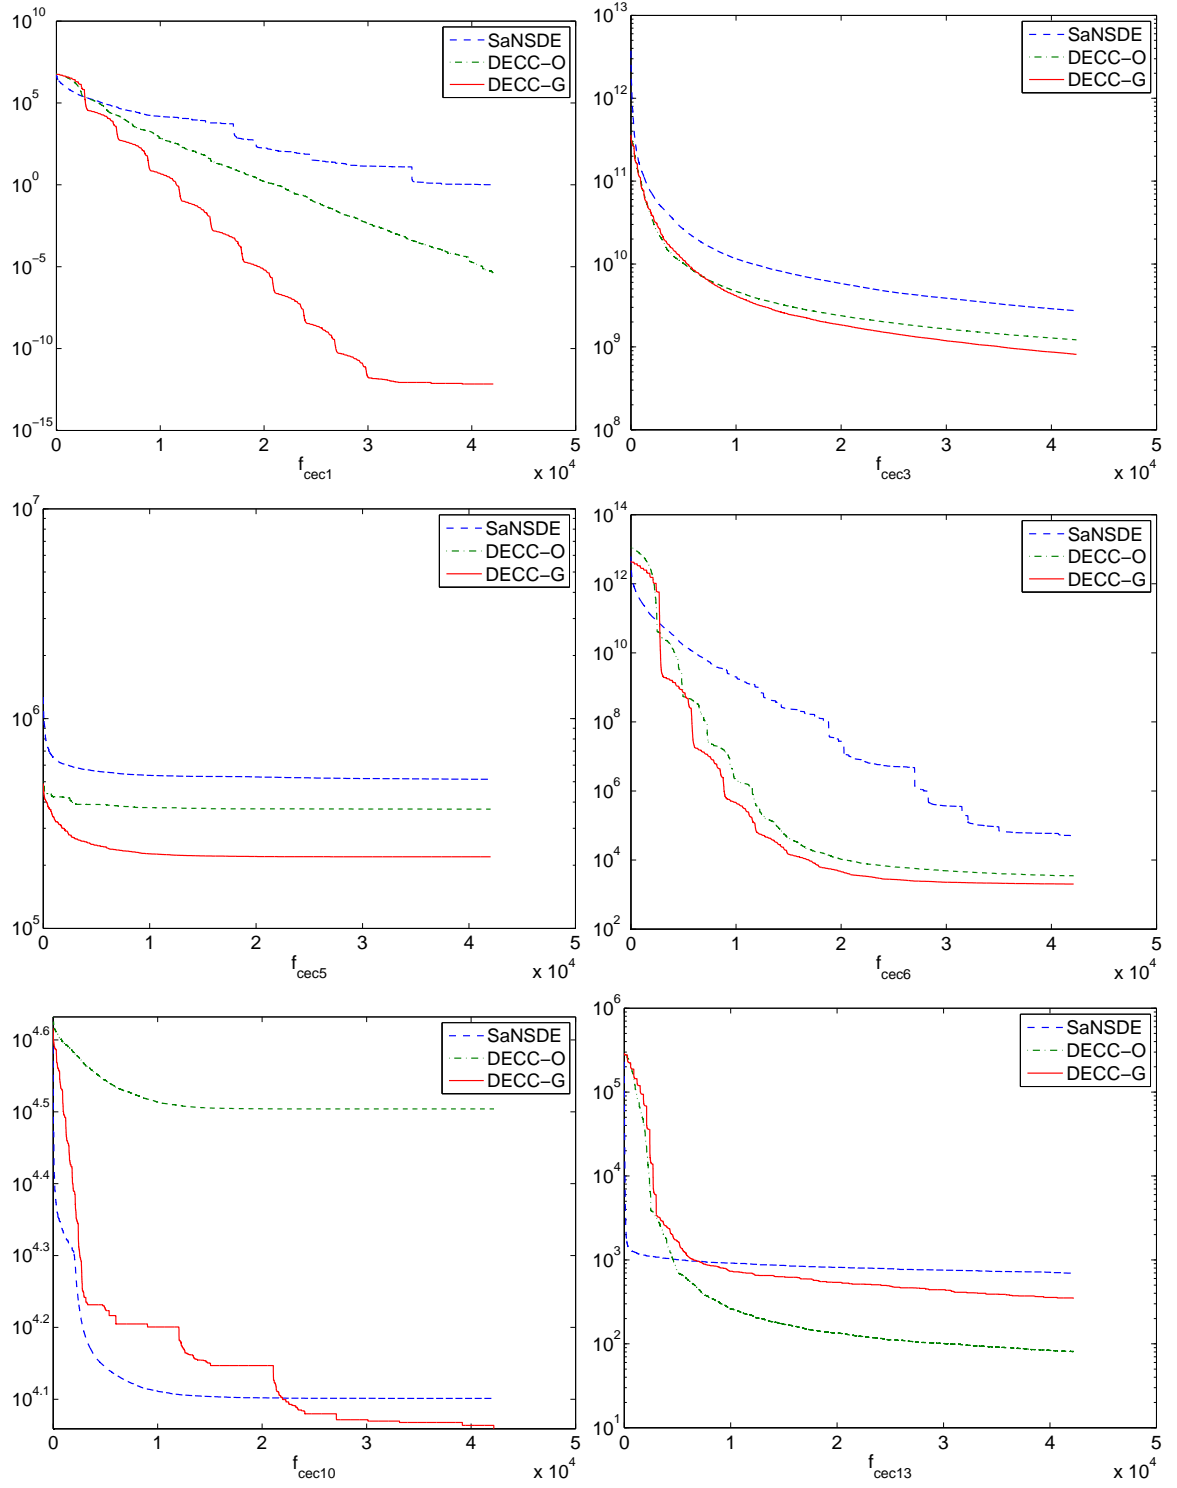 10^10
10^5
10^0
10^−5
10^−10
10^−15
SaNSDE
DECC−O
DECC−G
0 1 2 3 4 5
f_cec1
x 10^4
10^13
10^12
10^11
10^10
10^9
10^8
SaNSDE
DECC−O
DECC−G
0 1 2 3 4 5
f_cec3
x 10^4
10^7
10^6
10^5
SaNSDE
DECC−O
DECC−G
0 1 2 3 4 5
f_cec5
x 10^4
10^14
10^12
10^10
10^8
10^6
10^4
10^2
SaNSDE
DECC−O
DECC−G
0 1 2 3 4 5
f_cec6
x 10^4
10^4.6
10^4.5
10^4.4
10^4.3
10^4.2
10^4.1
SaNSDE
DECC−O
DECC−G
0 1 2 3 4 5
f_cec10
x 10^4
10^6
10^5
10^4
10^3
10^2
10^1
SaNSDE
DECC−O
DECC−G
0 1 2 3 4 5
f_cec13
x 10^4